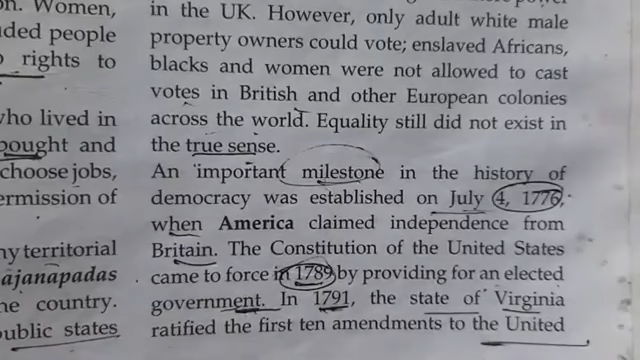 on. Women,
uded people
rights to
who lived in
bought and
choose jobs,
ermission of
ny territorial
ajanapadas
he country.
public states
in the UK. However, only adult white male
property owners could vote; enslaved Africans,
blacks and women were not allowed to cast
votes in British and other European colonies
across the world. Equality still did not exist in
the true sense.
An important milestone in the history of
democracy was established on July 4, 1776,
when America claimed independence from
Britain. The Constitution of the United States
came to force in 1789 by providing for an elected
government. In 1791, the state of Virginia
ratified the first ten amendments to the United